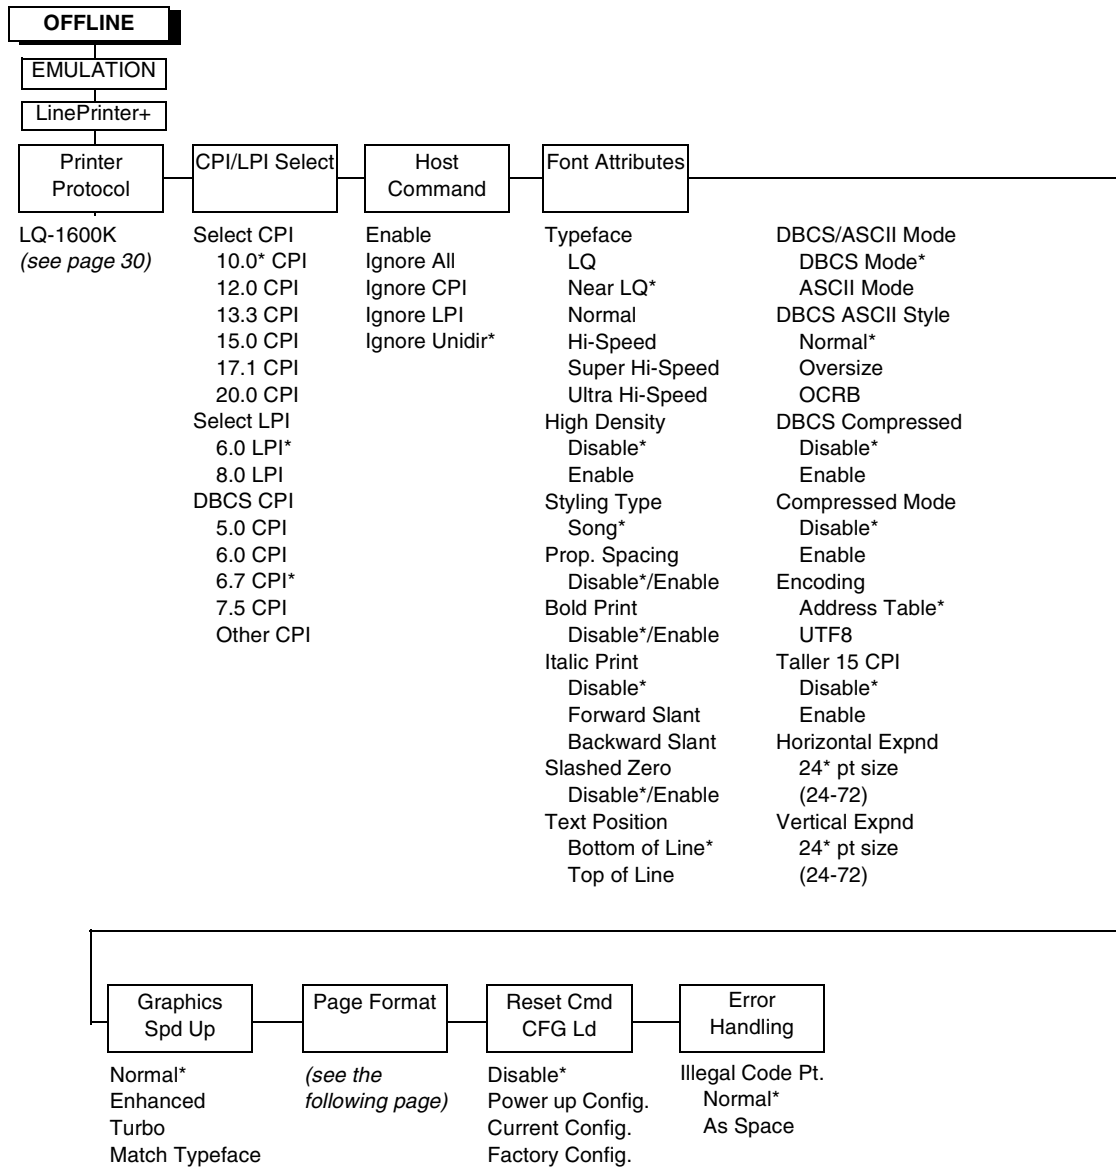 OFFLINE
EMULATION
LinePrinter+
Printer
Protocol
LQ-1600K
(see page 30)
CPI/LPI Select
Select CPI
10.0* CPI
12.0 CPI
13.3 CPI
15.0 CPI
17.1 CPI
20.0 CPI
Select LPI
6.0 LPI*
8.0 LPI
DBCS CPI
5.0 CPI
6.0 CPI
6.7 CPI*
7.5 CPI
Other CPI
Host
Command
Enable
Ignore All
Ignore CPI
Ignore LPI
Ignore Unidir*
Font Attributes
Typeface
LQ
Near LQ*
Normal
Hi-Speed
Super Hi-Speed
Ultra Hi-Speed
High Density
Disable*
Enable
Styling Type
Song*
Prop. Spacing
Disable*/Enable
Bold Print
Disable*/Enable
Italic Print
Disable*
Forward Slant
Backward Slant
Slashed Zero
Disable*/Enable
Text Position
Bottom of Line*
Top of Line
DBCS/ASCII Mode
DBCS Mode*
ASCII Mode
DBCS ASCII Style
Normal*
Oversize
OCRB
DBCS Compressed
Disable*
Enable
Compressed Mode
Disable*
Enable
Encoding
Address Table*
UTF8
Taller 15 CPI
Disable*
Enable
Horizontal Expnd
24* pt size
(24-72)
Vertical Expnd
24* pt size
(24-72)
Graphics
Spd Up
Normal*
Enhanced
Turbo
Match Typeface
Page Format
(see the
following page)
Reset Cmd
CFG Ld
Disable*
Power up Config.
Current Config.
Factory Config.
Error
Handling
Illegal Code Pt.
Normal*
As Space